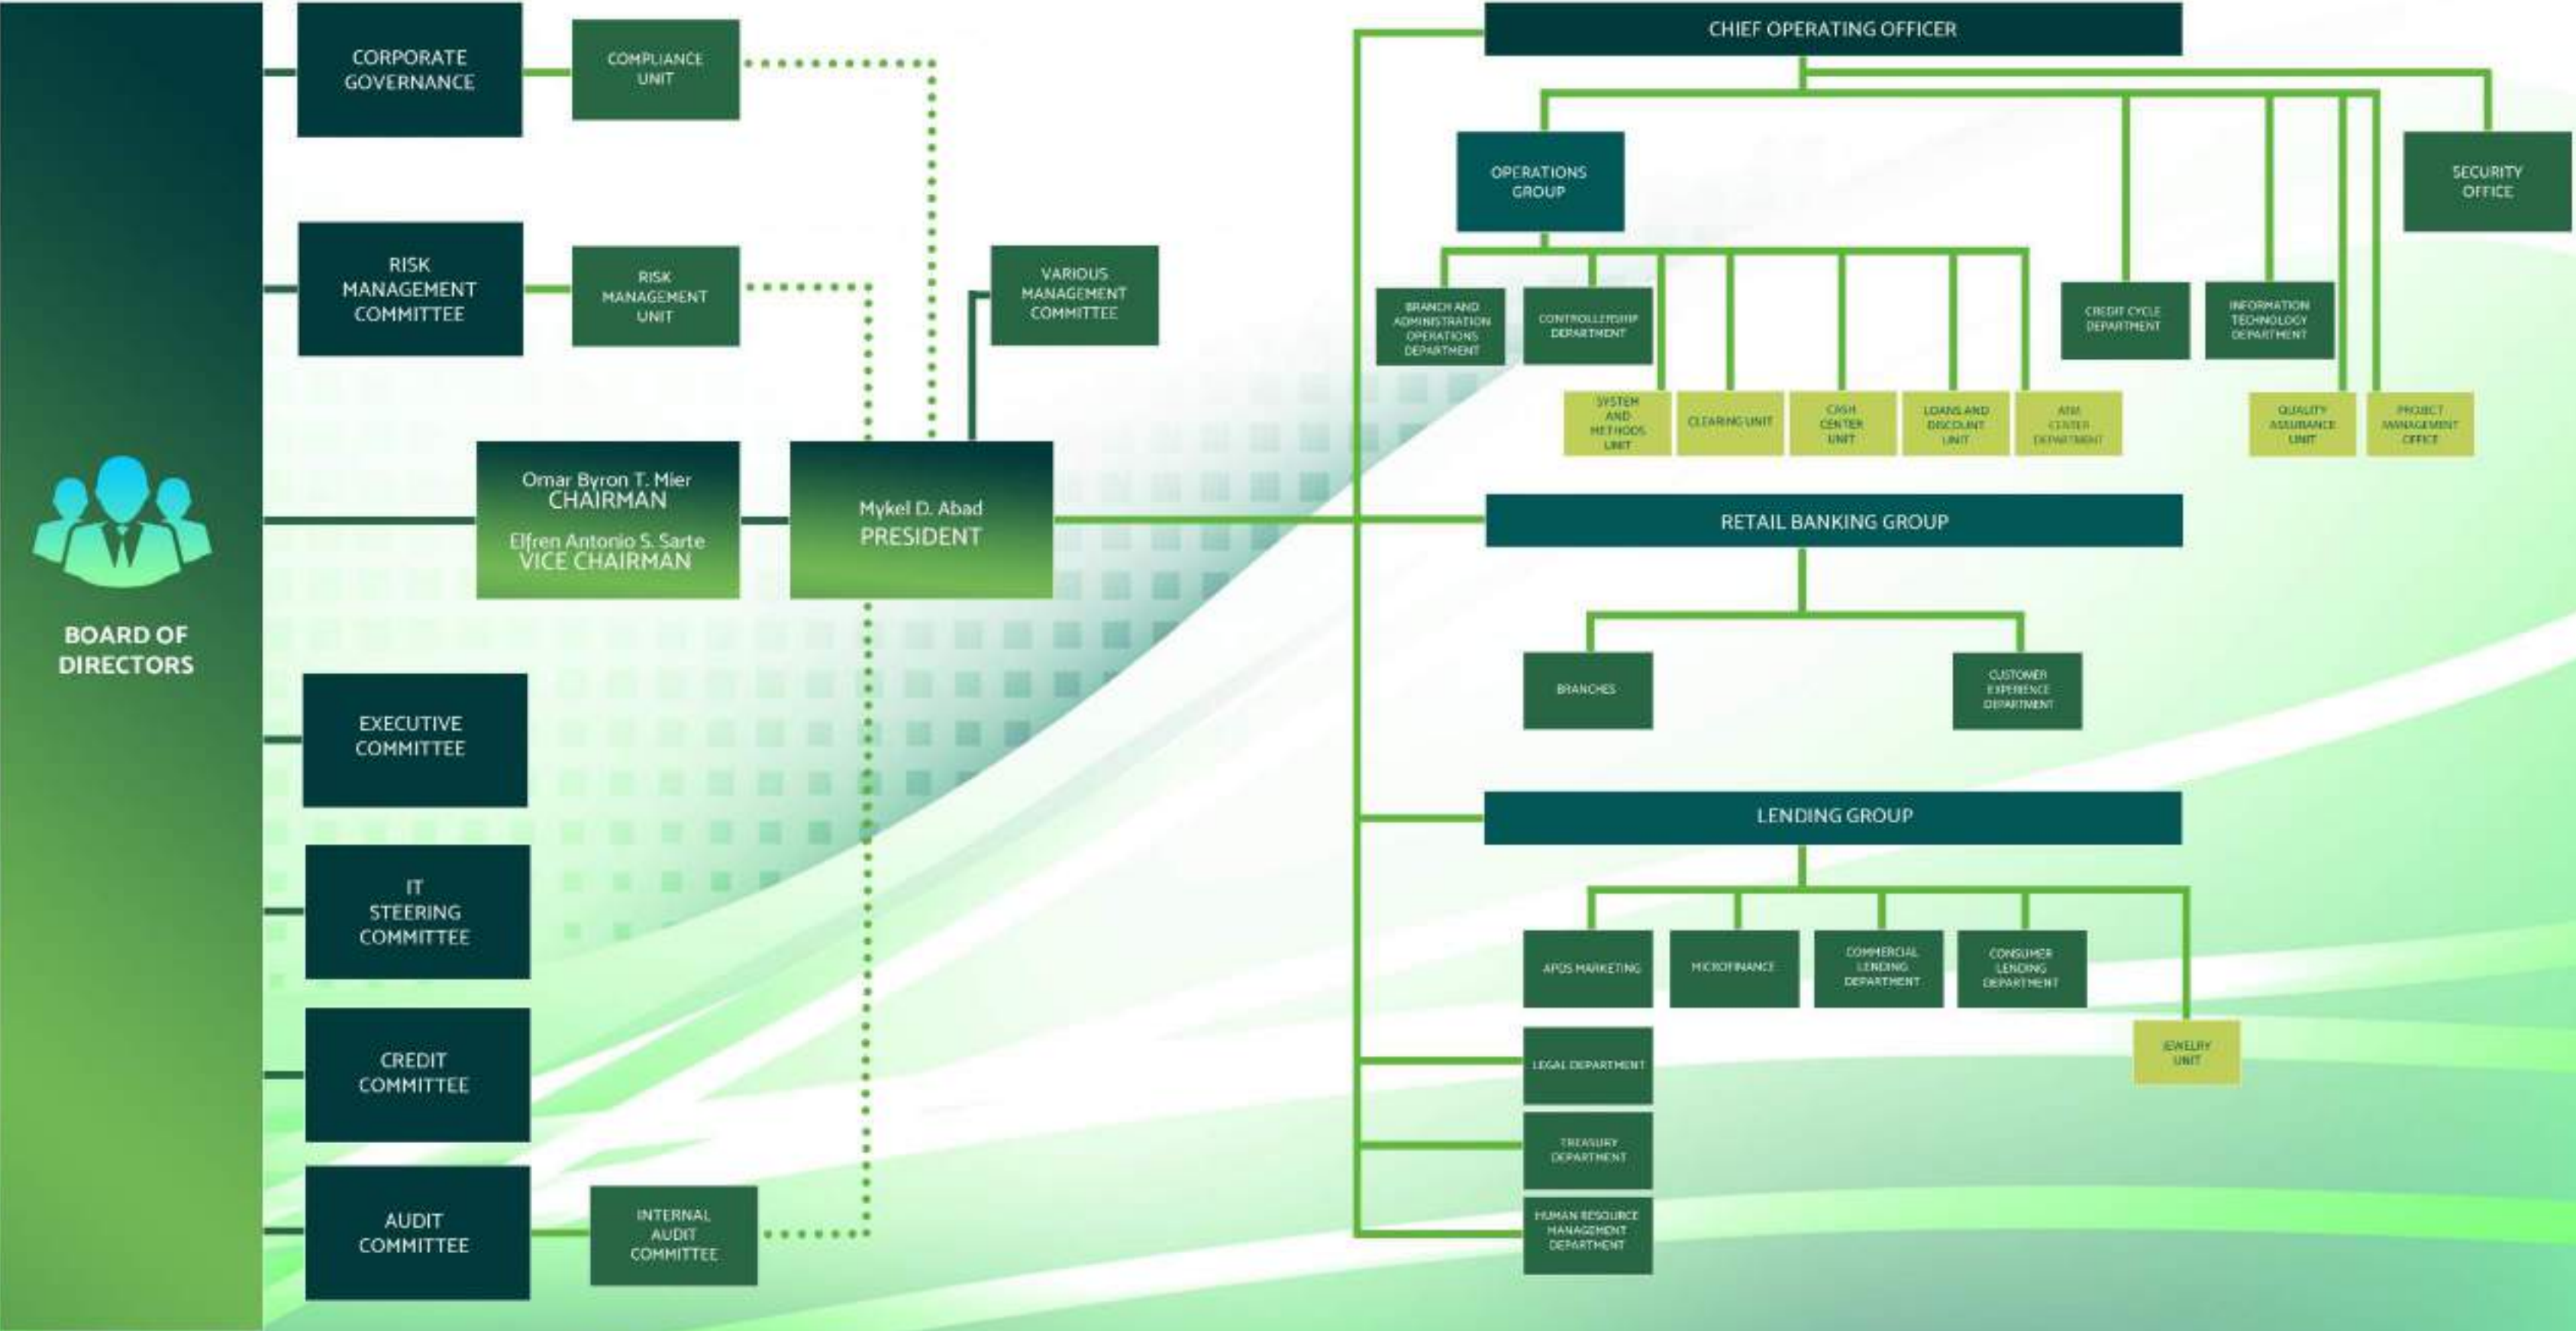 BOARD OF
DIRECTORS
CORPORATE
GOVERNANCE
COMPLIANCE
UNIT
RISK
MANAGEMENT
COMMITTEE
RISK
MANAGEMENT
UNIT
VARIOUS
MANAGEMENT
COMMITTEE
Omar Byron T. Mier
CHAIRMAN
Elfren Antonio S. Sarte
VICE CHAIRMAN
Mykel D. Abad
PRESIDENT
EXECUTIVE
COMMITTEE
IT
STEERING
COMMITTEE
CREDIT
COMMITTEE
AUDIT
COMMITTEE
INTERNAL
AUDIT
COMMITTEE
CHIEF OPERATING OFFICER
OPERATIONS
GROUP
SECURITY
OFFICE
BRANCH AND
ADMINISTRATION
OPERATIONS
DEPARTMENT
CONTROLLERSHIP
DEPARTMENT
CREDIT CYCLE
DEPARTMENT
INFORMATION
TECHNOLOGY
DEPARTMENT
SYSTEM
AND
METHODS
UNIT
CLEARING UNIT
CASH
CENTER
UNIT
LOANS AND
DISCOUNT
UNIT
ATM
CENTER
DEPARTMENT
QUALITY
ASSURANCE
UNIT
PROJECT
MANAGEMENT
OFFICE
RETAIL BANKING GROUP
BRANCHES
CUSTOMER
EXPERIENCE
DEPARTMENT
LENDING GROUP
APDS MARKETING
MICROFINANCE
COMMERCIAL
LENDING
DEPARTMENT
CONSUMER
LENDING
DEPARTMENT
JEWELRY
UNIT
LEGAL DEPARTMENT
TREASURY
DEPARTMENT
HUMAN RESOURCE
MANAGEMENT
DEPARTMENT